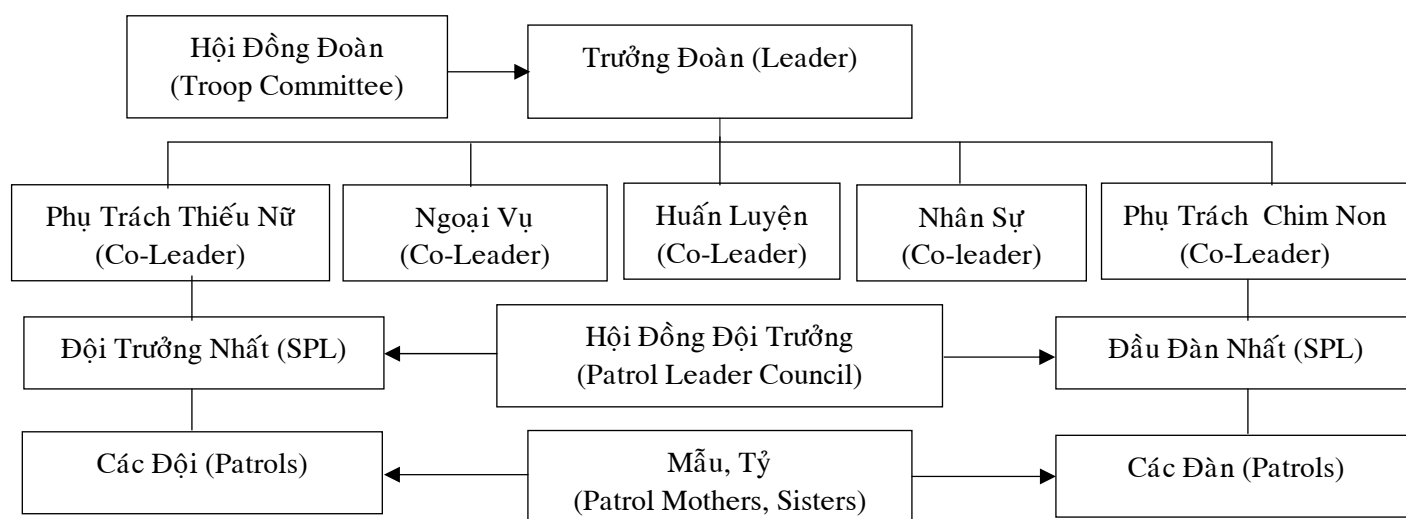 Hội Đồng Đoàn
(Troop Committee)
Trưởng Đoàn (Leader)
Phụ Trách Thiếu Nữ
(Co-Leader)
Ngoại Vụ
(Co-Leader)
Huấn Luyện
(Co-Leader)
Nhân Sự
(Co-leader)
Phụ Trách Chim Non
(Co-Leader)
Đội Trưởng Nhất (SPL)
Hội Đồng Đội Trưởng
(Patrol Leader Council)
Đầu Đàn Nhất (SPL)
Các Đội (Patrols)
Mẫu, Tỷ
(Patrol Mothers, Sisters)
Các Đàn (Patrols)